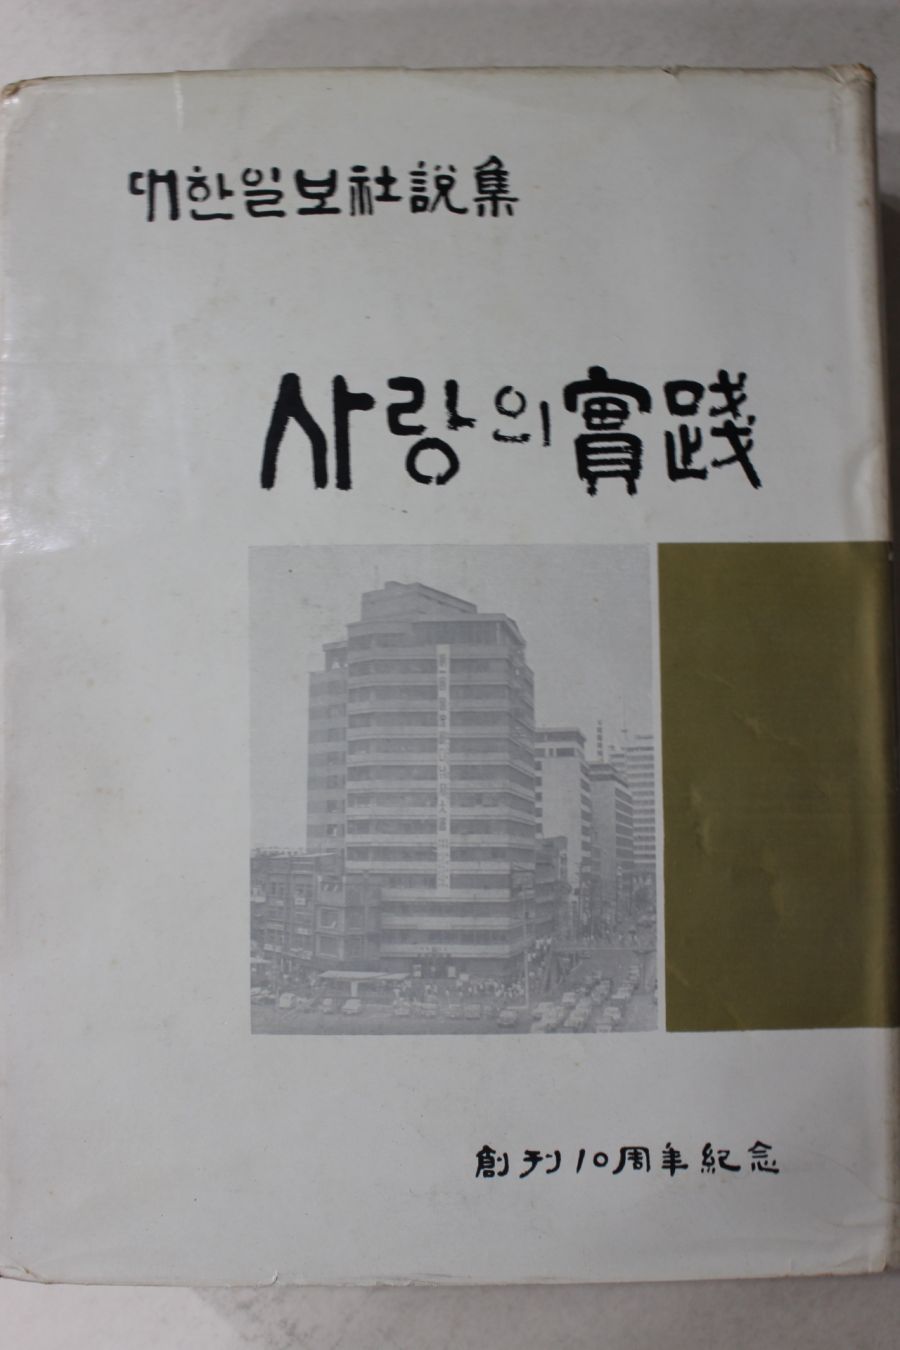 대한일보社說集
사랑의實踐
創刊10周年紀念